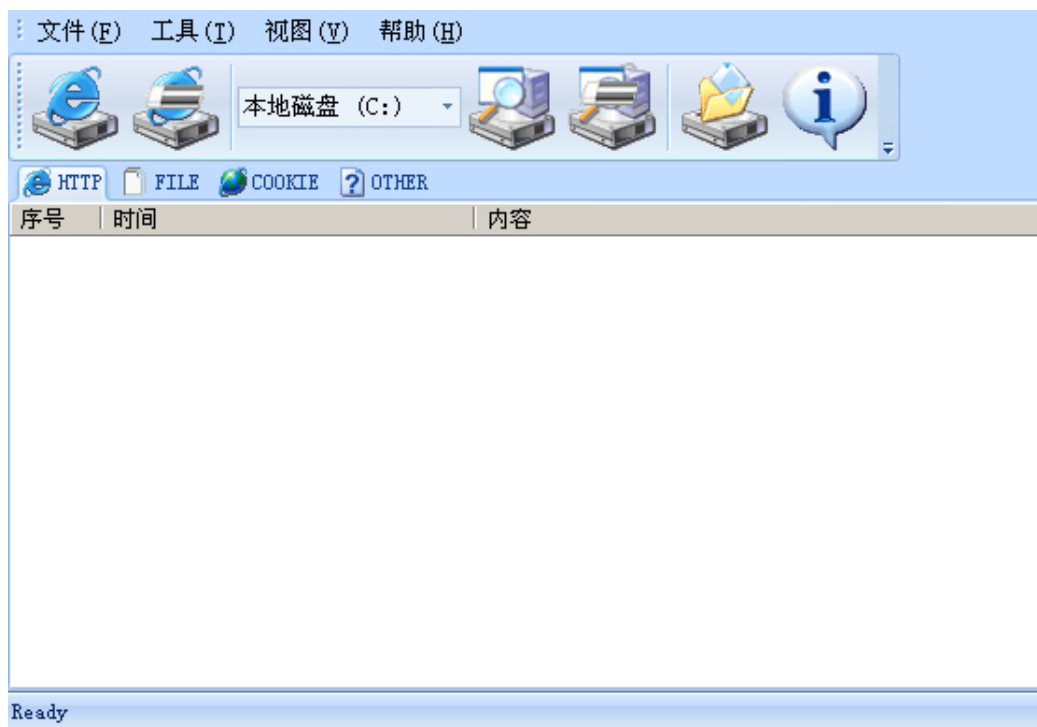 文件(F) 工具(T) 视图(V) 帮助(H)
本地磁盘 (C:)
HTTP FILE COOKIE OTHER
序号 时间 内容
Ready